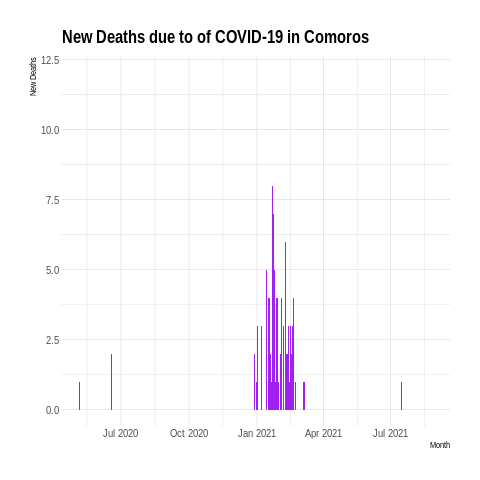 New Deaths due to of COVID-19 in Comoros
New Deaths
12.5
10.0
7.5
5.0
2.5
0.0
Jul 2020 Oct 2020 Jan 2021 Apr 2021 Jul 2021
Month